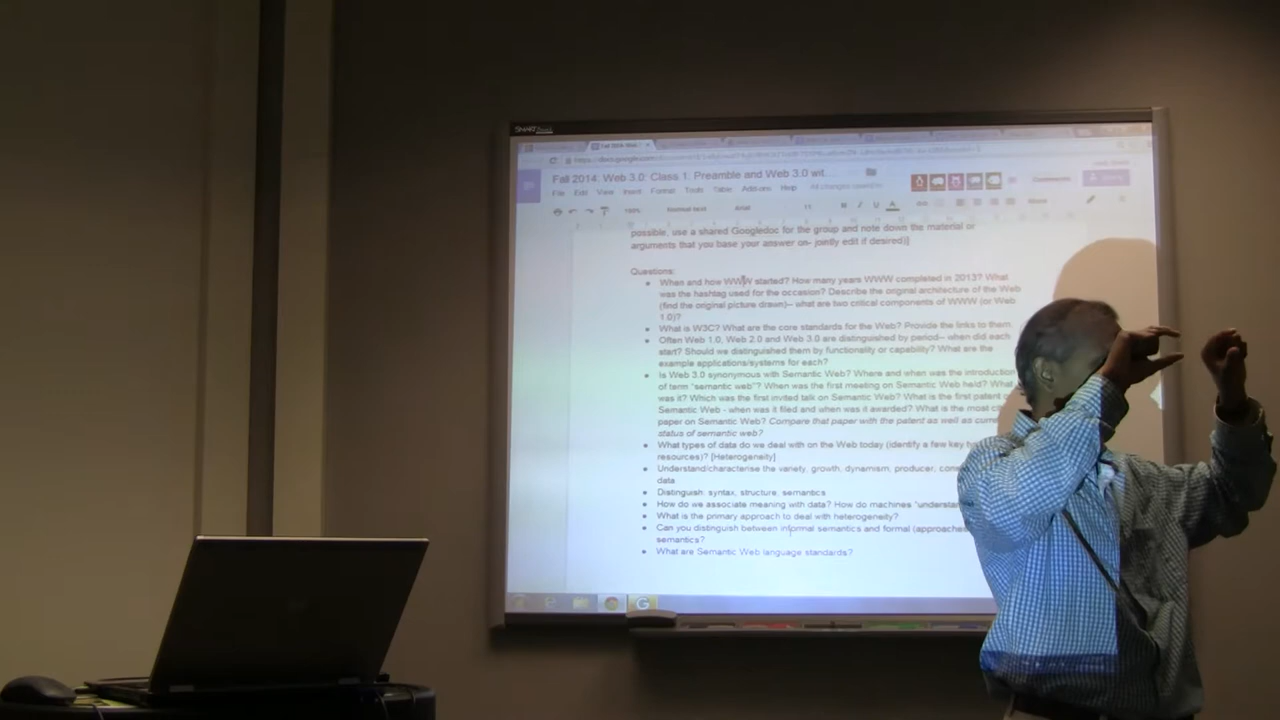 SMART
Fall 2014: Web 3.0: Class 1. Preamble and Web 3.0 wit...
File Edit View Insert Format Tools Table Add-ons Help All changes saved
100% Normal text Arial 11
Comments
possible, use a shared Googledoc for the group and note down the material or
arguments that you base your answer on- jointly edit if desired)]
Questions:
When and how WWW started? How many years WWW completed in 2013? What
was the hashtag used for the occasion? Describe the original architecture of the Web
(find the original picture drawn)-- what are two critical components of WWW (or Web
1.0)?
What is W3C? What are the core standards for the Web? Provide the links to them.
Often Web 1.0, Web 2.0 and Web 3.0 are distinguished by period-- when did each
start? Should we distinguished them by functionality or capability? What are the
example applications/systems for each?
Is Web 3.0 synonymous with Semantic Web? Where and when was the introduction
of term "semantic web"? When was the first meeting on Semantic Web held? What
was it? Which was the first invited talk on Semantic Web? What is the first patent
Semantic Web - when was it filed and when was it awarded? What is the most
paper on Semantic Web? Compare that paper with the patent as well as
status of semantic web?
What types of data do we deal with on the Web today (identify a few key
resources)? [Heterogeneity]
Understand/characterise the variety, growth, dynamism, producer,
data
Distinguish: syntax, structure, semantics
How do we associate meaning with data? How do machines "understand
What is the primary approach to deal with heterogeneity?
Can you distinguish between informal semantics and formal (approaches
semantics?
What are Semantic Web language standards?